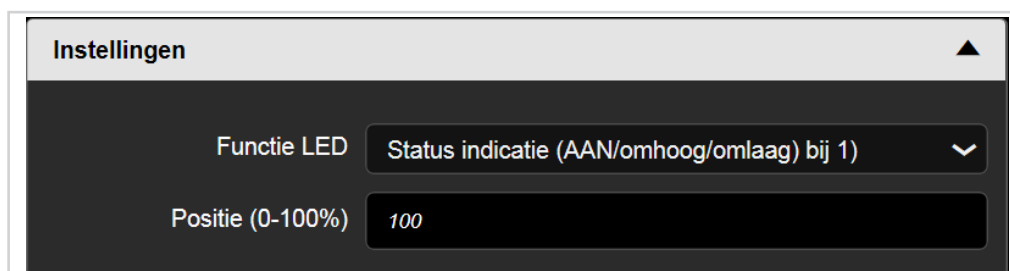 Instellingen
Functie LED Status indicatie (AAN/omhoog/omlaag) bij 1)
Positie (0-100%) 100